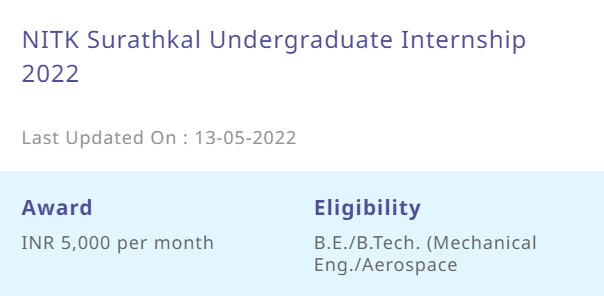 NITK Surathkal Undergraduate Internship
2022
Last Updated On : 13-05-2022
Award
INR 5,000 per month
Eligibility
B.E./B.Tech. (Mechanical
Eng./Aerospace